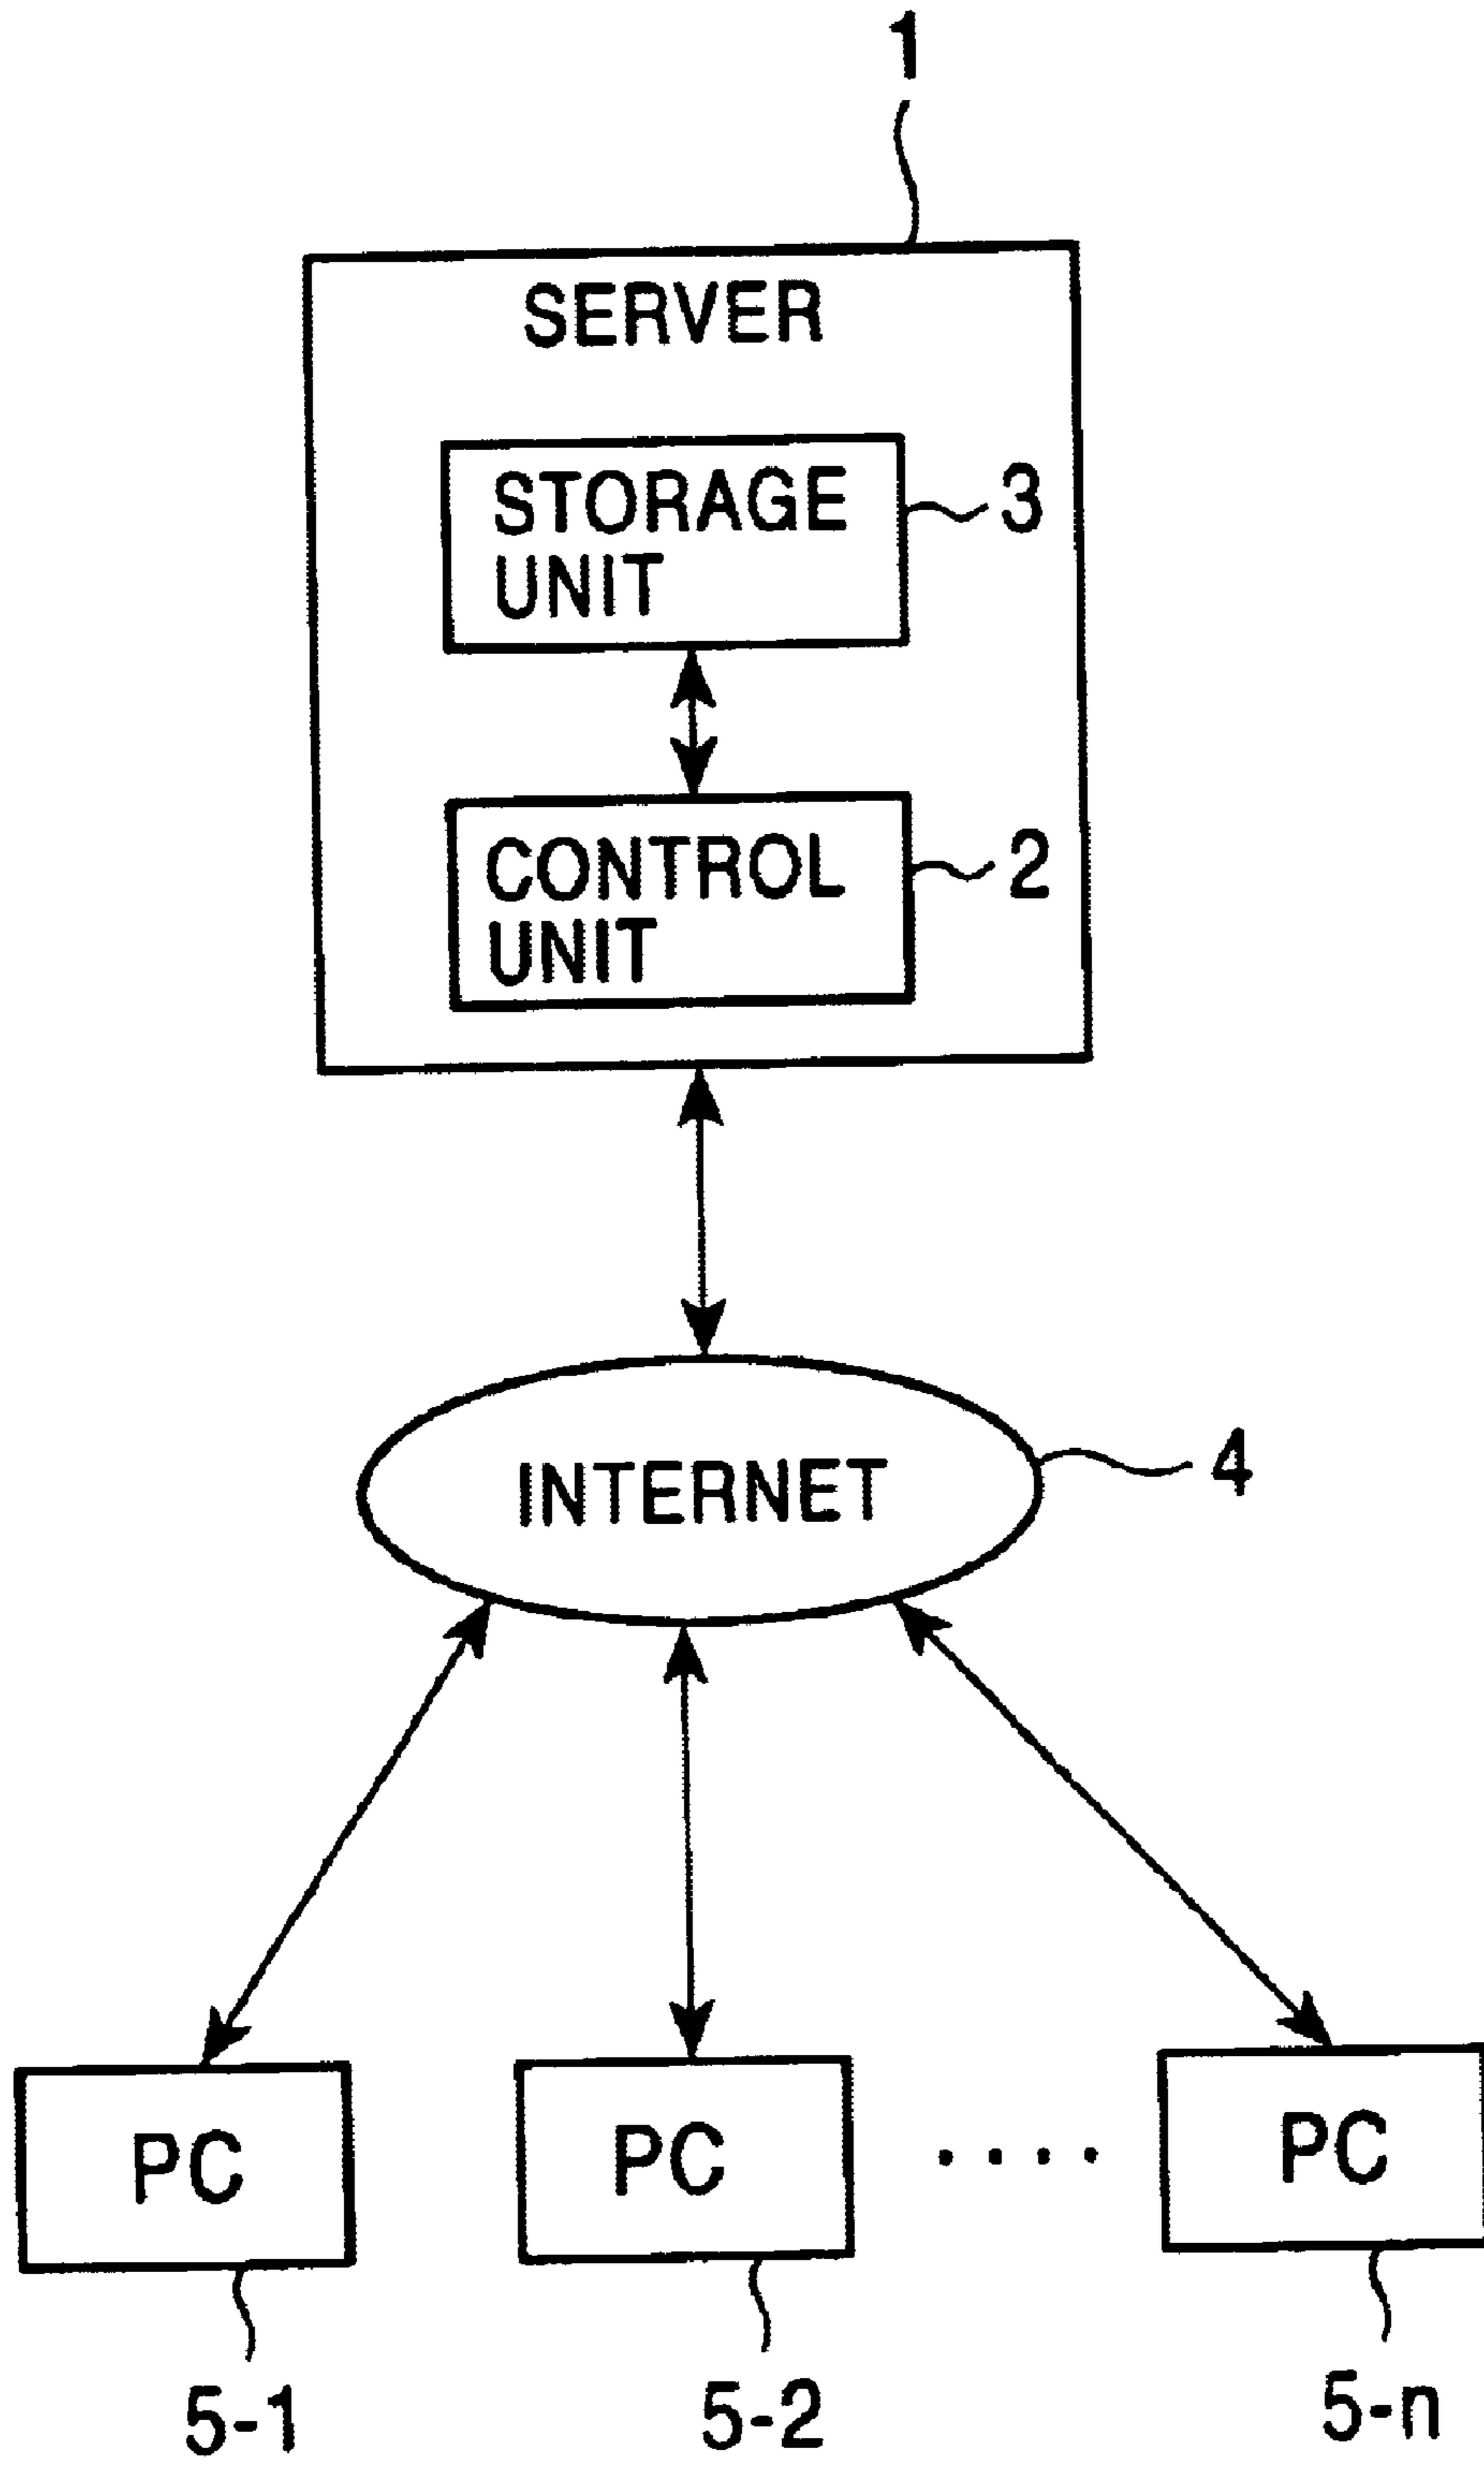 1
SERVER
STORAGE
UNIT
3
CONTROL
UNIT
2
INTERNET
4
PC
PC
....
PC
5-1
5-2
5-n